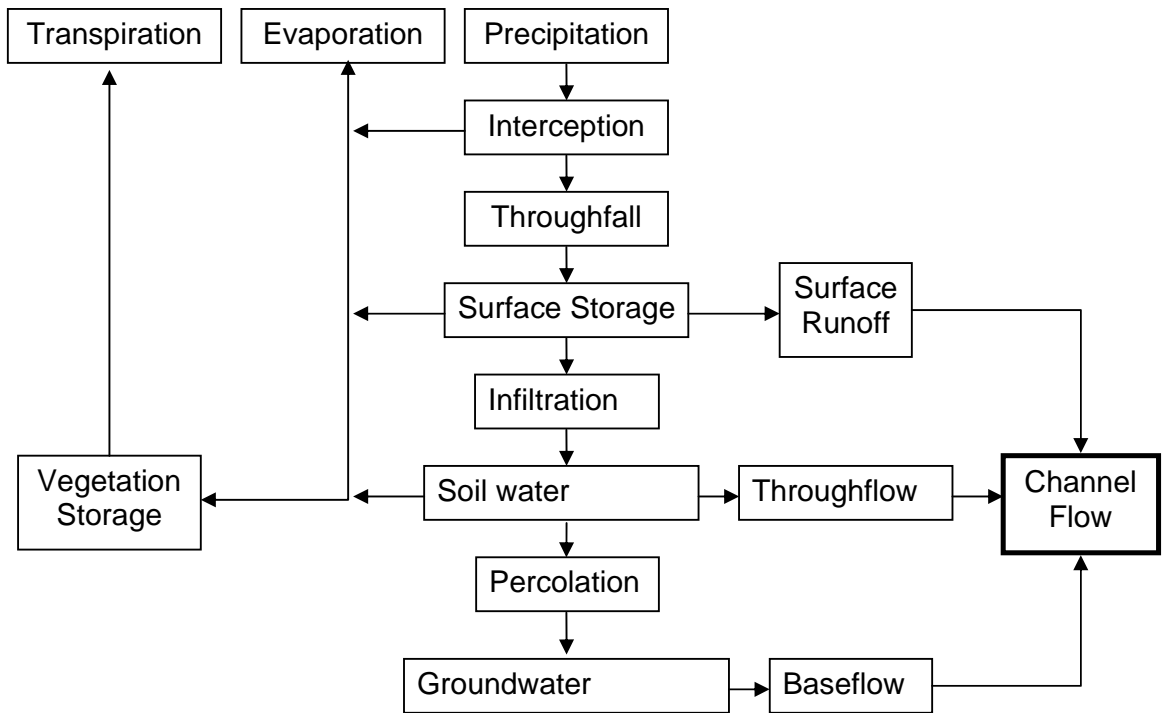 Transpiration
Evaporation
Precipitation
Interception
Throughfall
Surface Storage
Surface
Runoff
Infiltration
Vegetation
Storage
Soil water
Throughflow
Channel
Flow
Percolation
Groundwater
Baseflow